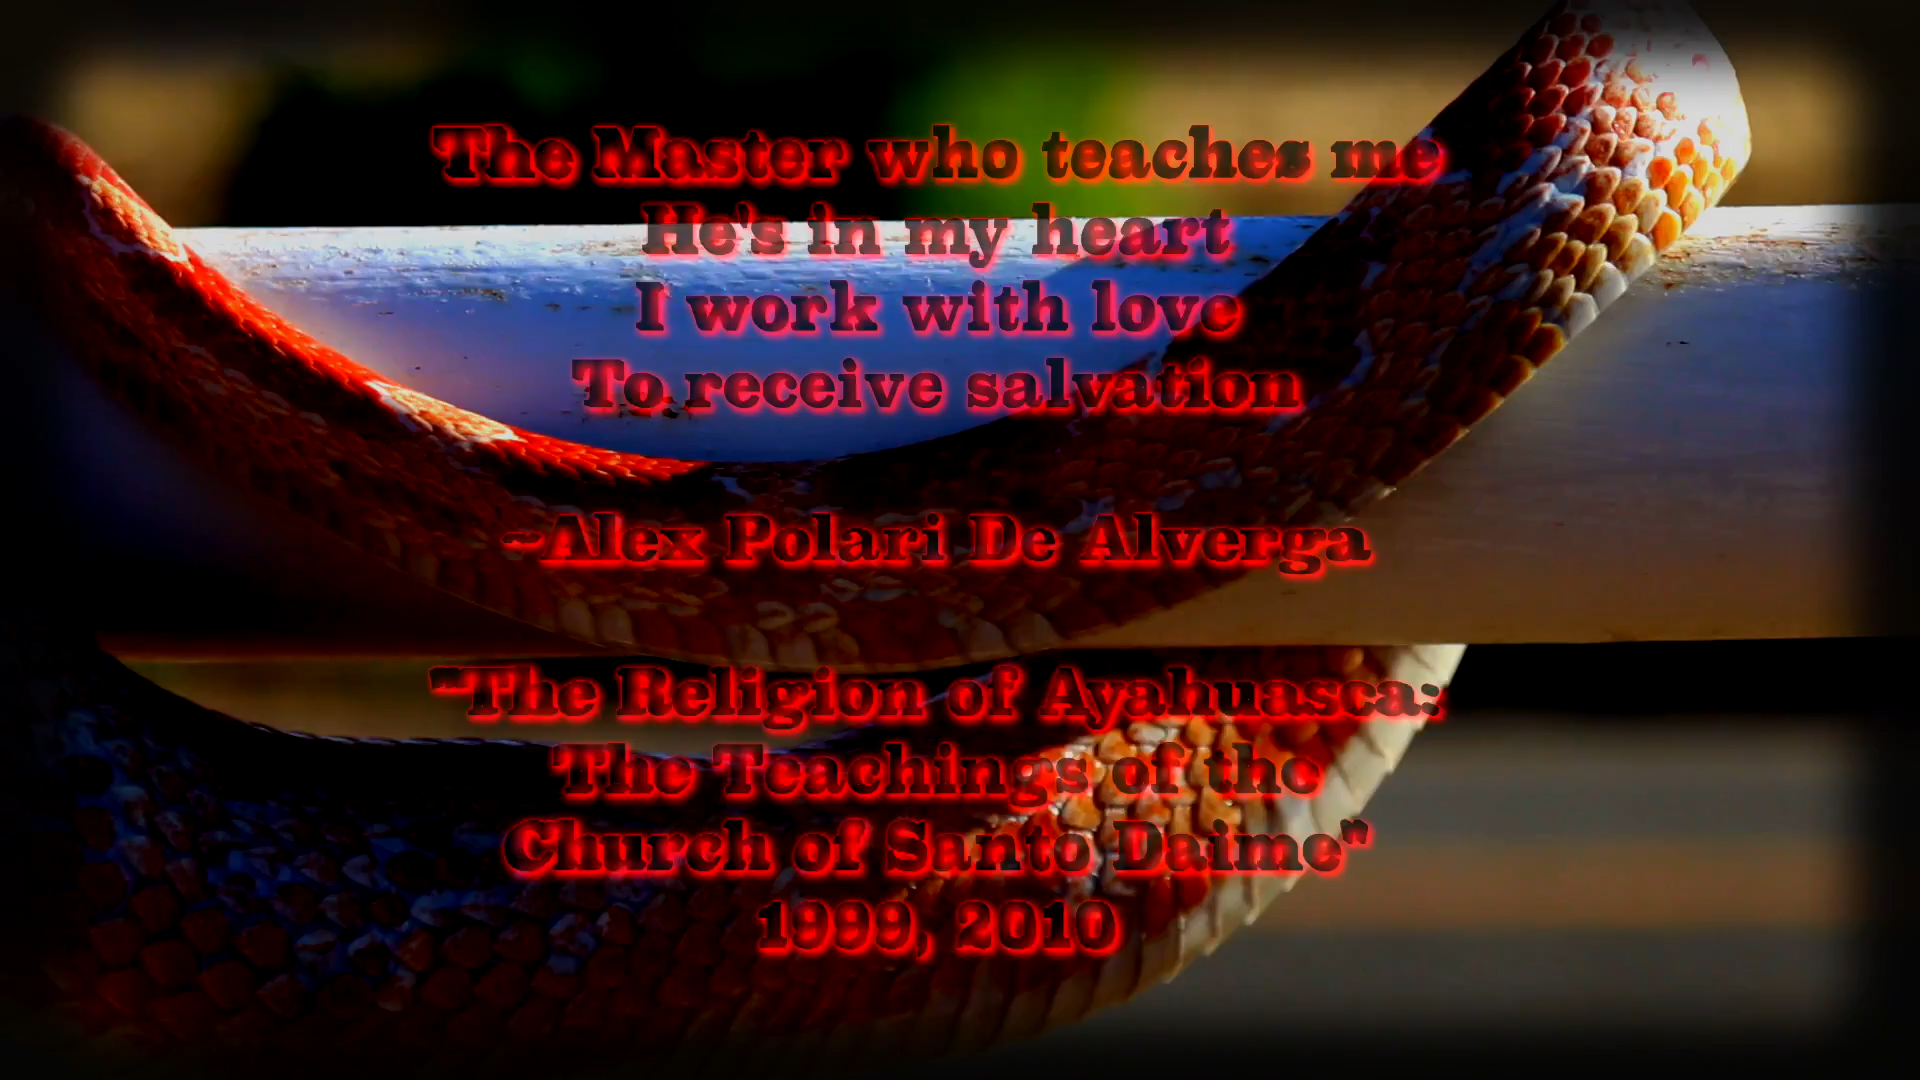 The Master who teaches me
He's in my heart
I work with love
To receive salvation
~Alex Polari De Alverga
"The Religion of Ayahuasca:
The Teachings of the
Church of Santo Daime"
1999, 2010